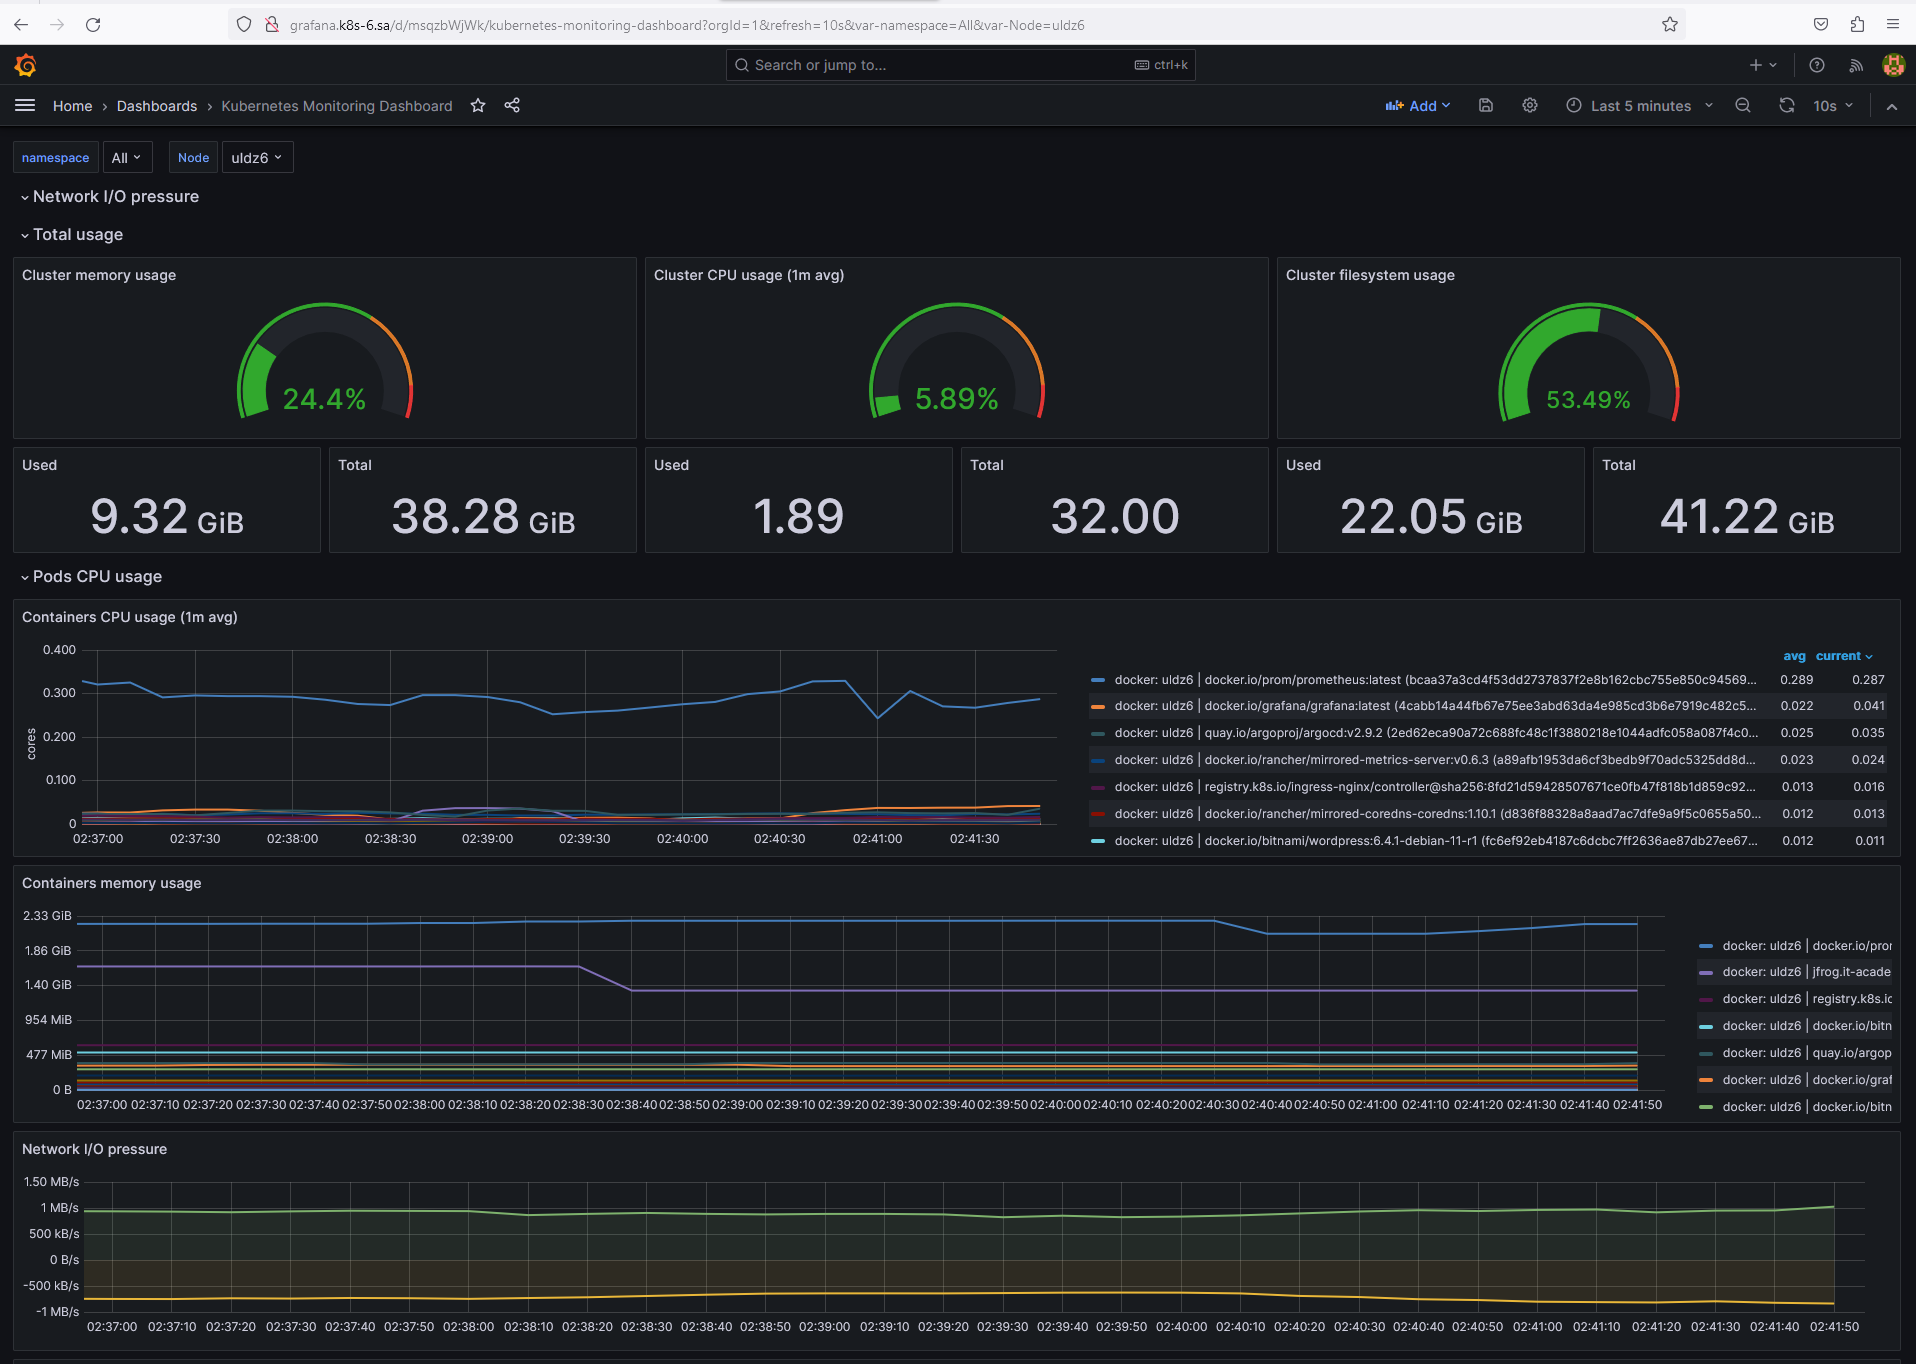 grafana.k8s-6.sa/d/msqzbWjWk/kubernetes-monitoring-dashboard?orgId=1&refresh=10s&var-namespace=All&var-Node=uldz6
Search or jump to... ctrl+k
Home › Dashboards › Kubernetes Monitoring Dashboard Add Last 5 minutes 10s
namespace All Node uldz6
Network I/O pressure
Total usage
Cluster memory usage
24.4%
Cluster CPU usage (1m avg)
5.89%
Cluster filesystem usage
53.49%
Used
9.32 GiB
Total
38.28 GiB
Used
1.89
Total
32.00
Used
22.05 GiB
Total
41.22 GiB
Pods CPU usage
Containers CPU usage (1m avg)
cores
0.400
0.300
0.200
0.100
0
02:37:00 02:37:30 02:38:00 02:38:30 02:39:00 02:39:30 02:40:00 02:40:30 02:41:00 02:41:30
avg current
docker: uldz6 | docker.io/prom/prometheus:latest (bcaa37a3cd4f53dd2737837f2e8b162cbc755e850c94569... 0.289 0.287
docker: uldz6 | docker.io/grafana/grafana:latest (4cabb14a44fb67e75ee3abd63da4e985cd3b6e7919c482c5... 0.022 0.041
docker: uldz6 | quay.io/argoproj/argocd:v2.9.2 (2ed62eca90a72c688fc48c1f3880218e1044adfc058a087f4c0... 0.025 0.035
docker: uldz6 | docker.io/rancher/mirrored-metrics-server:v0.6.3 (a89afb1953da6cf3bedb9f70adc5325dd8d... 0.023 0.024
docker: uldz6 | registry.k8s.io/ingress-nginx/controller@sha256:8fd21d59428507671ce0fb47f818b1d859c92... 0.013 0.016
docker: uldz6 | docker.io/rancher/mirrored-coredns-coredns:1.10.1 (d836f88328a8aad7ac7dfe9a9f5c0655a50... 0.012 0.013
docker: uldz6 | docker.io/bitnami/wordpress:6.4.1-debian-11-r1 (fc6ef92eb4187c6dcbc7ff2636ae87db27ee67... 0.012 0.011
Containers memory usage
2.33 GiB
1.86 GiB
1.40 GiB
954 MiB
477 MiB
0 B
02:37:00 02:37:10 02:37:20 02:37:30 02:37:40 02:37:50 02:38:00 02:38:10 02:38:20 02:38:30 02:38:40 02:38:50 02:39:00 02:39:10 02:39:20 02:39:30 02:39:40 02:39:50 02:40:00 02:40:10 02:40:20 02:40:30 02:40:40 02:40:50 02:41:00 02:41:10 02:41:20 02:41:30 02:41:40 02:41:50
docker: uldz6 | docker.io/pror
docker: uldz6 | jfrog.it-acade
docker: uldz6 | registry.k8s.ic
docker: uldz6 | docker.io/bitn
docker: uldz6 | quay.io/argop
docker: uldz6 | docker.io/graf
docker: uldz6 | docker.io/bitn
Network I/O pressure
1.50 MB/s
1 MB/s
500 kB/s
0 B/s
-500 kB/s
-1 MB/s
02:37:00 02:37:10 02:37:20 02:37:30 02:37:40 02:37:50 02:38:00 02:38:10 02:38:20 02:38:30 02:38:40 02:38:50 02:39:00 02:39:10 02:39:20 02:39:30 02:39:40 02:39:50 02:40:00 02:40:10 02:40:20 02:40:30 02:40:40 02:40:50 02:41:00 02:41:10 02:41:20 02:41:30 02:41:40 02:41:50